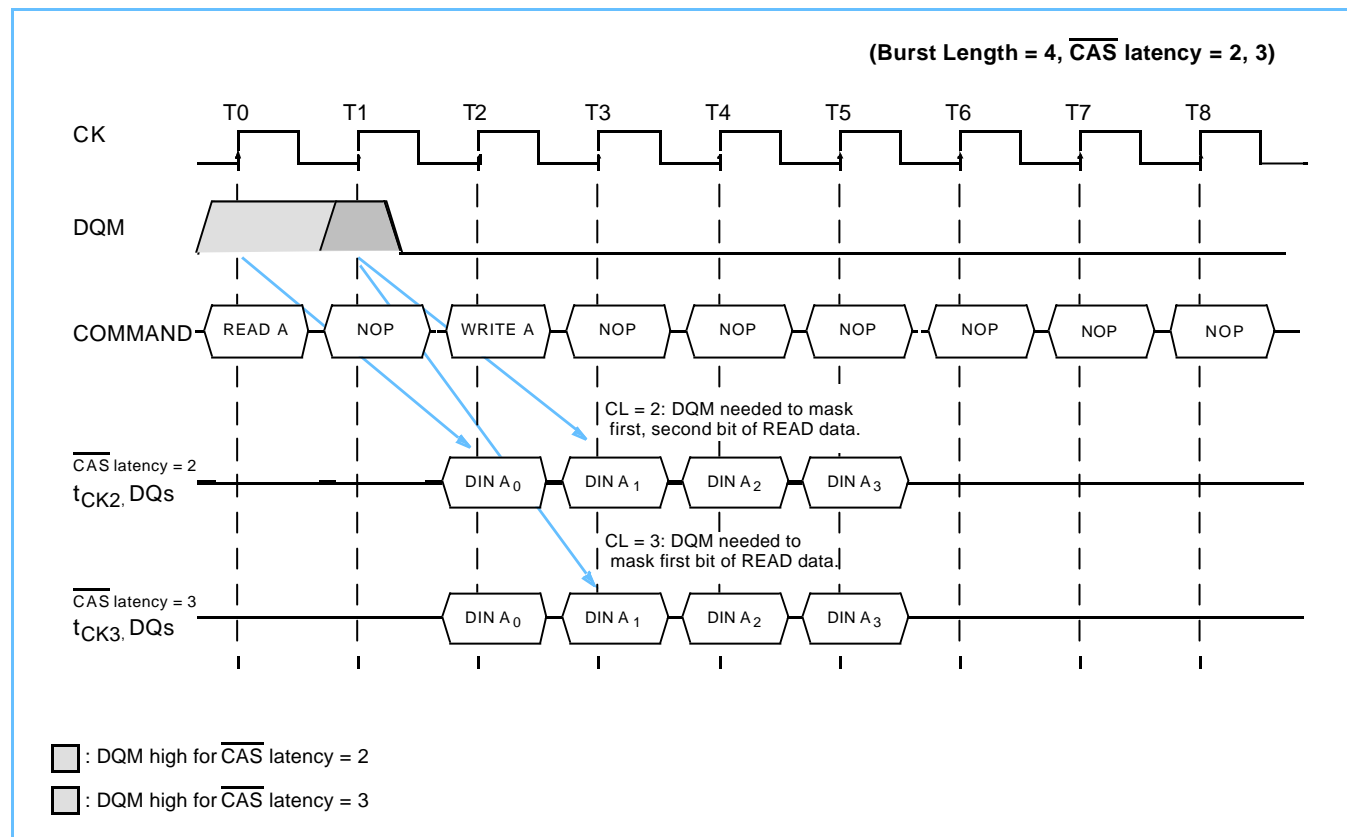 (Burst Length = 4, CAS latency = 2, 3)
T0 T1 T2 T3 T4 T5 T6 T7 T8
CK
DQM
COMMAND READ A NOP WRITE A NOP NOP NOP NOP NOP NOP
CL = 2: DQM needed to mask
first, second bit of READ data.
CAS latency = 2
tCK2, DQs DIN A0 DIN A1 DIN A2 DIN A3
CL = 3: DQM needed to
mask first bit of READ data.
CAS latency = 3
tCK3, DQs DIN A0 DIN A1 DIN A2 DIN A3
: DQM high for CAS latency = 2
: DQM high for CAS latency = 3